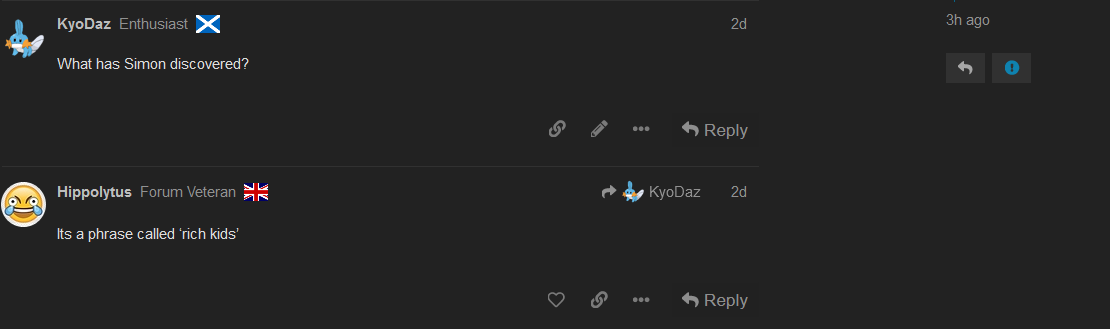 KyoDaz Enthusiast 2d
3h ago
What has Simon discovered?
Reply
Hippolytus Forum Veteran KyoDaz 2d
Its a phrase called ‘rich kids’
Reply